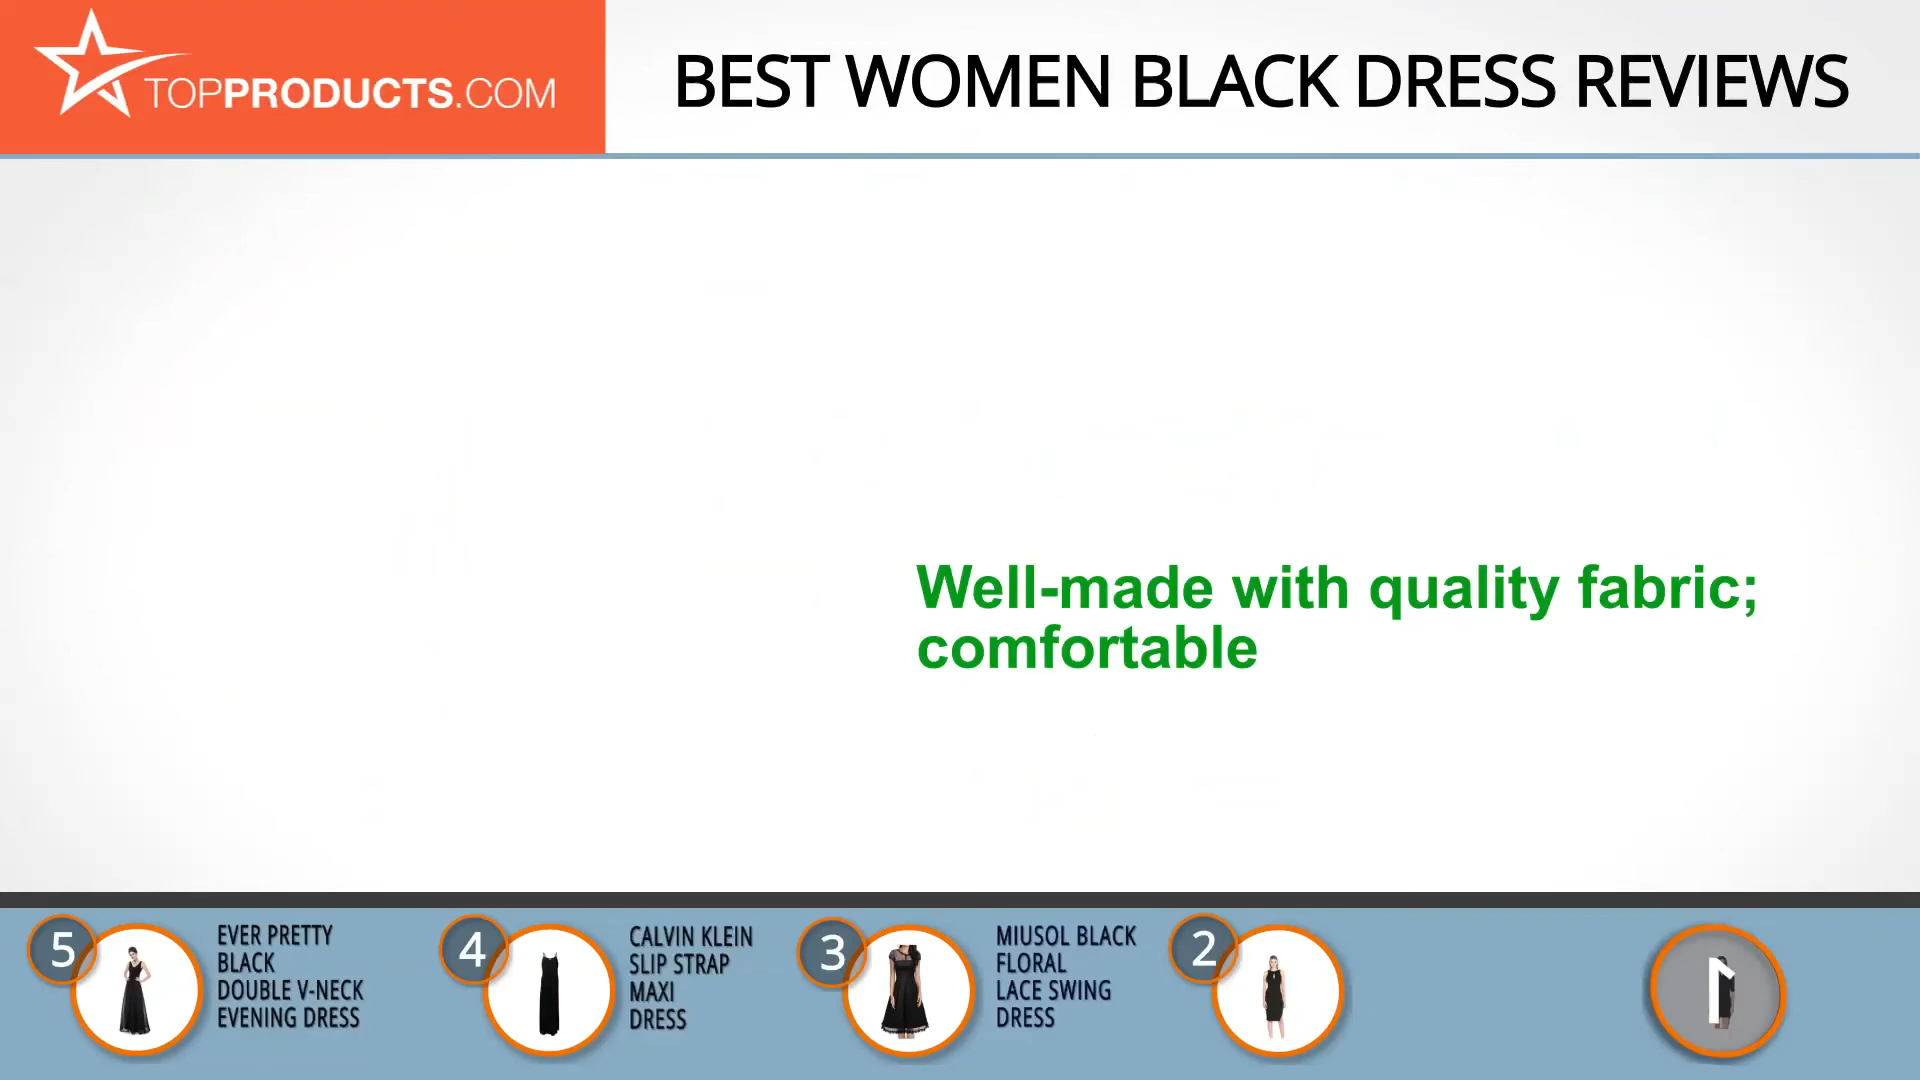 TOPPRODUCTS.COM
BEST WOMEN BLACK DRESS REVIEWS
Well-made with quality fabric;
comfortable
5
EVER PRETTY
BLACK
DOUBLE V-NECK
EVENING DRESS
4
CALVIN KLEIN
SLIP STRAP
MAXI
DRESS
3
MIUSOL BLACK
FLORAL
LACE SWING
DRESS
2
1